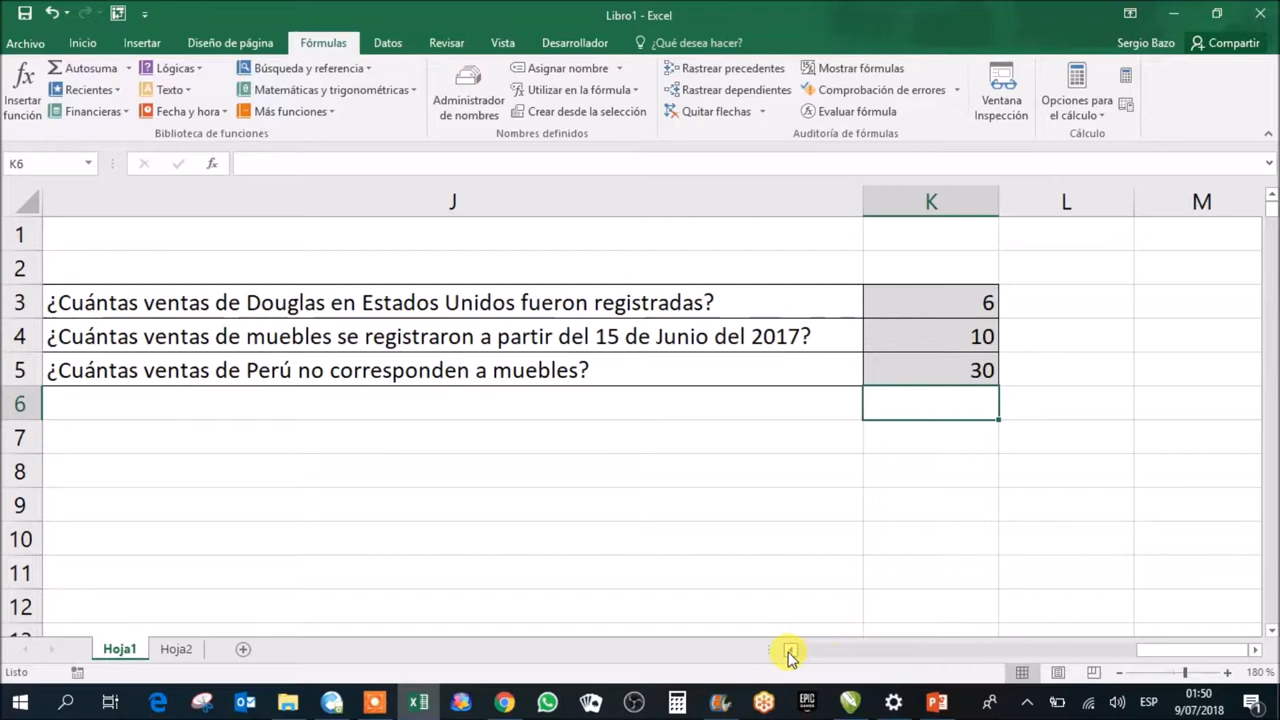 Libro1 - Excel
Archivo Inicio Insertar Diseño de página Fórmulas Datos Revisar Vista Desarrollador ¿Qué desea hacer? Sergio Bazo Compartir
fx Autosuma Lógicas Búsqueda y referencia Asignar nombre Rastrear precedentes Mostrar fórmulas
Insertar función Recientes Texto Matemáticas y trigonométricas Administrador de nombres Utilizar en la fórmula Rastrear dependientes Comprobación de errores Ventana Inspección Opciones para el cálculo
Financieras Fecha y hora Más funciones Crear desde la selección Quitar flechas Evaluar fórmula
Biblioteca de funciones Nombres definidos Auditoría de fórmulas Cálculo
K6 fx
J K L M
1
2
3 ¿Cuántas ventas de Douglas en Estados Unidos fueron registradas? 6
4 ¿Cuántas ventas de muebles se registraron a partir del 15 de Junio del 2017? 10
5 ¿Cuántas ventas de Perú no corresponden a muebles? 30
6
7
8
9
10
11
12
Hoja1 Hoja2
Listo 180 %
EPIC GAMES ESP 01:50
9/07/2018 1